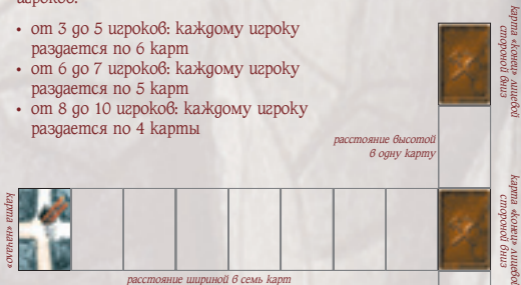 игроков:
• от 3 до 5 игроков: каждому игроку
раздается по 6 карт
• от 6 до 7 игроков: каждому игроку
раздается по 5 карт
• от 8 до 10 игроков: каждому игроку
раздается по 4 карты
карта «конец» лицевой
стороной вниз
расстояние высотой
в одну карту
карта «начало»
карта «конец» лицевой
стороной вниз
расстояние шириной в семь карт